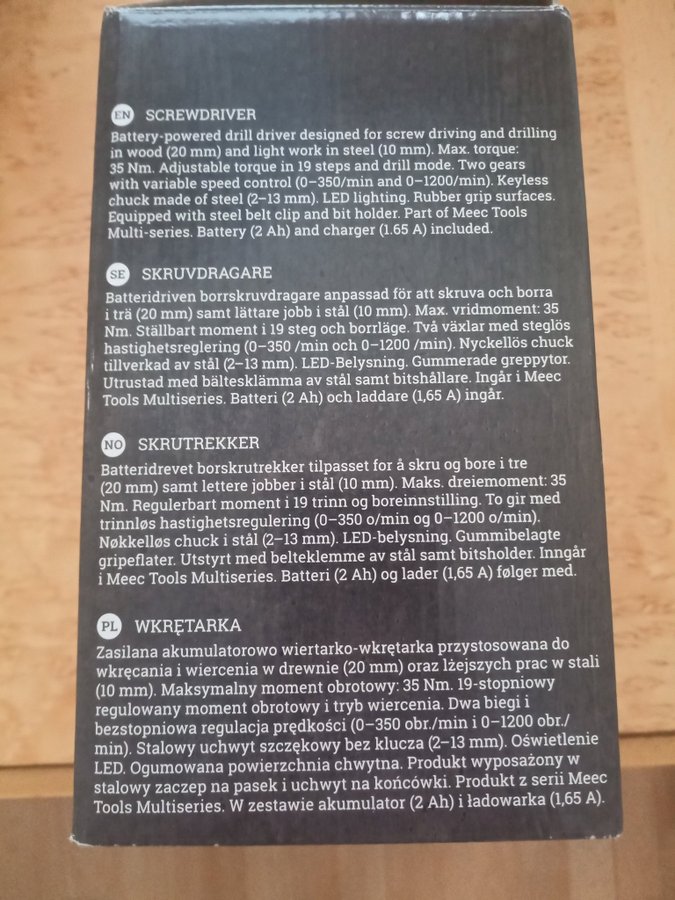 EN SCREWDRIVER
Battery-powered drill driver designed for screw driving and drilling
in wood (20 mm) and light work in steel (10 mm). Max. torque:
35 Nm. Adjustable torque in 19 steps and drill mode. Two gears
with variable speed control (0–350/min and 0–1200/min). Keyless
chuck made of steel (2–13 mm). LED lighting. Rubber grip surfaces.
Equipped with steel belt clip and bit holder. Part of Meec Tools
Multi-series. Battery (2 Ah) and charger (1.65 A) included.
SE SKRUVDRAGARE
Batteridriven borrskruvdragare anpassad för att skruva och borra
i trä (20 mm) samt lättare jobb i stål (10 mm). Max. vridmoment: 35
Nm. Ställbart moment i 19 steg och borrläge. Två växlar med steglös
hastighetsreglering (0–350 /min och 0–1200 /min). Nyckellös chuck
tillverkad av stål (2–13 mm). LED-Belysning. Gummerade greppytor.
Utrustad med bältesklämma av stål samt bitshållare. Ingår i Meec
Tools Multiseries. Batteri (2 Ah) och laddare (1,65 A) ingår.
NO SKRUTREKKER
Batteridrevet borskrutrekker tilpasset for å skru og bore i tre
(20 mm) samt lettere jobber i stål (10 mm). Maks. dreiemoment: 35
Nm. Regulerbart moment i 19 trinn og boreinnstilling. To gir med
trinnløs hastighetsregulering (0–350 o/min og 0–1200 o/min).
Nøkkelløs chuck i stål (2–13 mm). LED-belysning. Gummibelagte
gripeflater. Utstyrt med belteklemme av stål samt bitsholder. Inngår
i Meec Tools Multiseries. Batteri (2 Ah) og lader (1,65 A) følger med.
PL WKRĘTARKA
Zasilana akumulatorowo wiertarko-wkrętarka przystosowana do
wkręcania i wiercenia w drewnie (20 mm) oraz lżejszych prac w stali
(10 mm). Maksymalny moment obrotowy: 35 Nm. 19-stopniowy
regulowany moment obrotowy i tryb wiercenia. Dwa biegi i
bezstopniowa regulacja prędkości (0–350 obr./min i 0–1200 obr./
min). Stalowy uchwyt szczękowy bez klucza (2–13 mm). Oświetlenie
LED. Ogumowana powierzchnia chwytna. Produkt wyposażony w
stalowy zaczep na pasek i uchwyt na końcówki. Produkt z serii Meec
Tools Multiseries. W zestawie akumulator (2 Ah) i ładowarka (1,65 A).